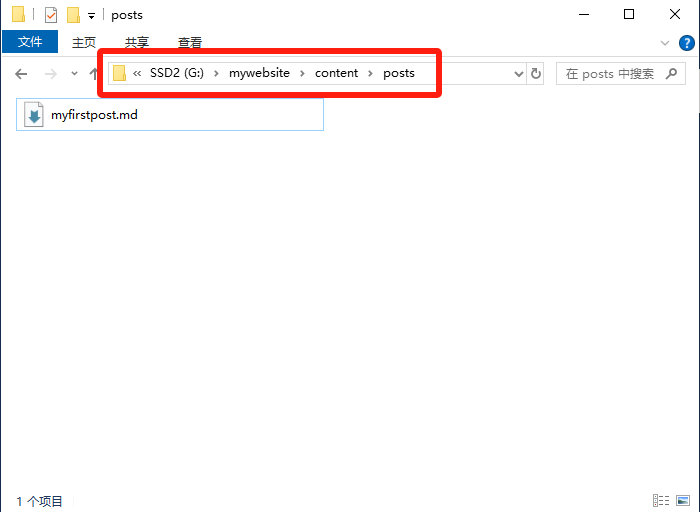 posts
文件 主页 共享 查看
« SSD2 (G:) › mywebsite › content › posts 在 posts 中搜索
myfirstpost.md
1 个项目